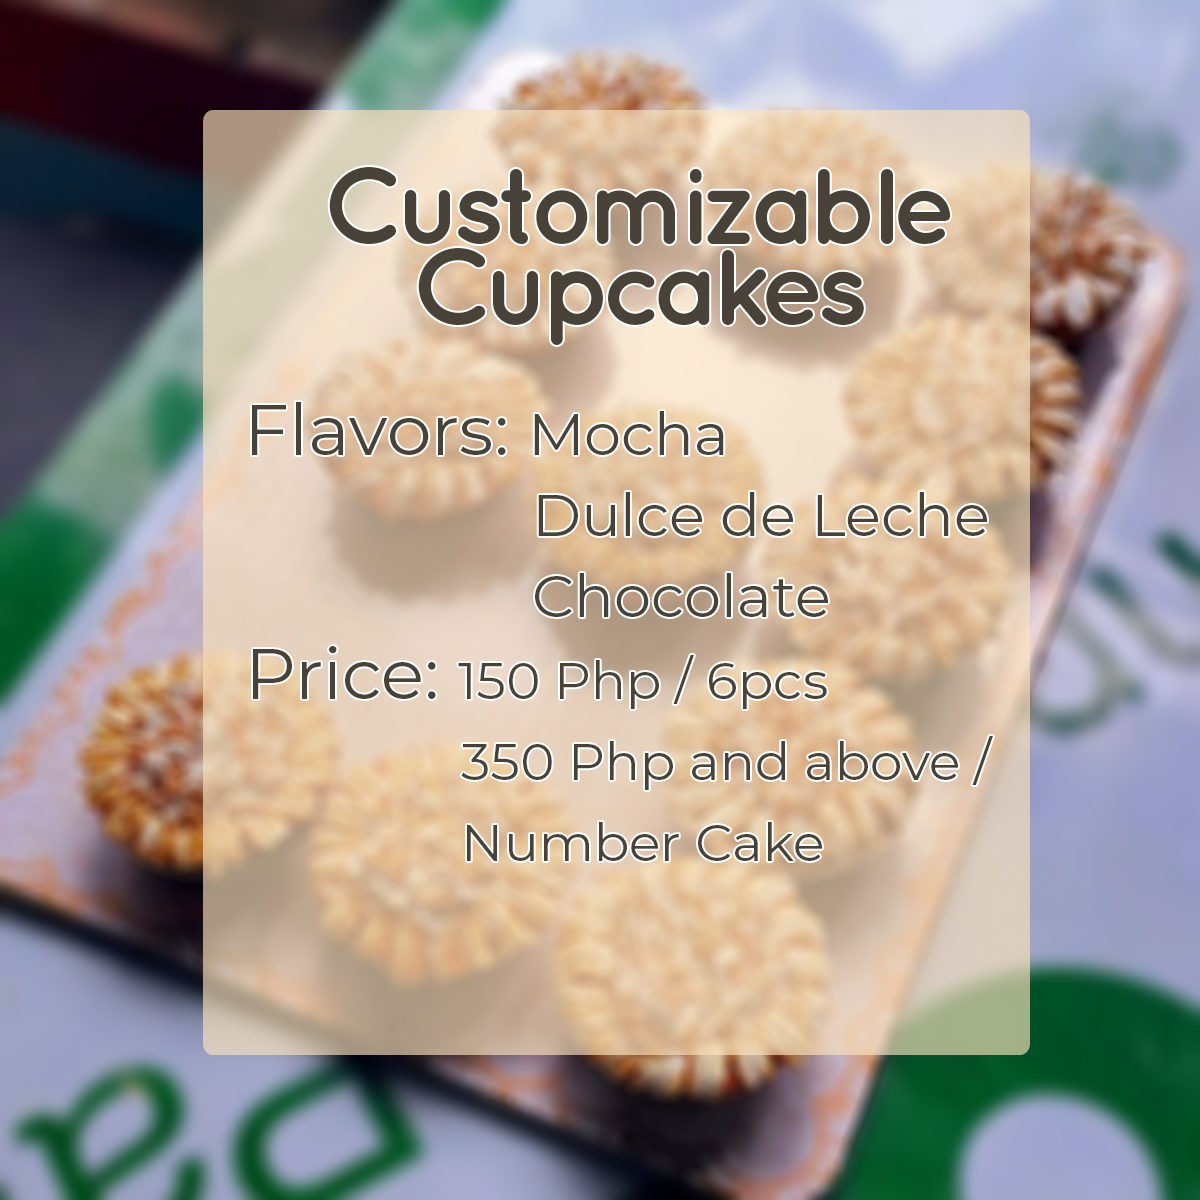 Customizable
Cupcakes
Flavors: Mocha
Dulce de Leche
Chocolate
Price: 150 Php / 6pcs
350 Php and above /
Number Cake